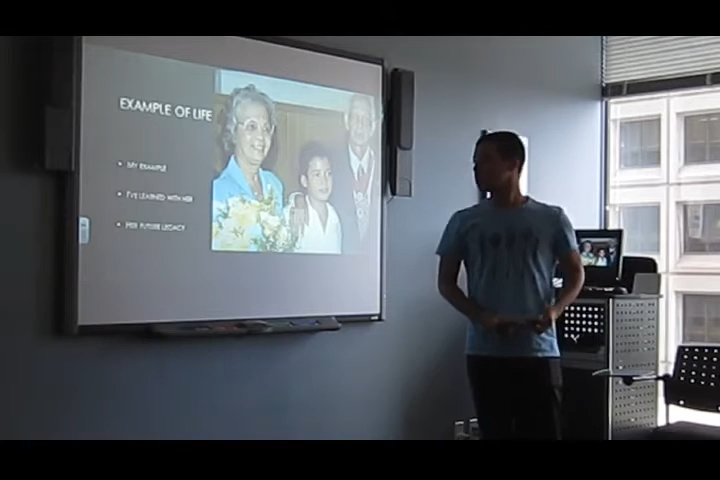 EXAMPLE OF LIFE
• MY EXAMPLE
• I'VE LEARNED WITH HER
• HER FUTURE LEGACY